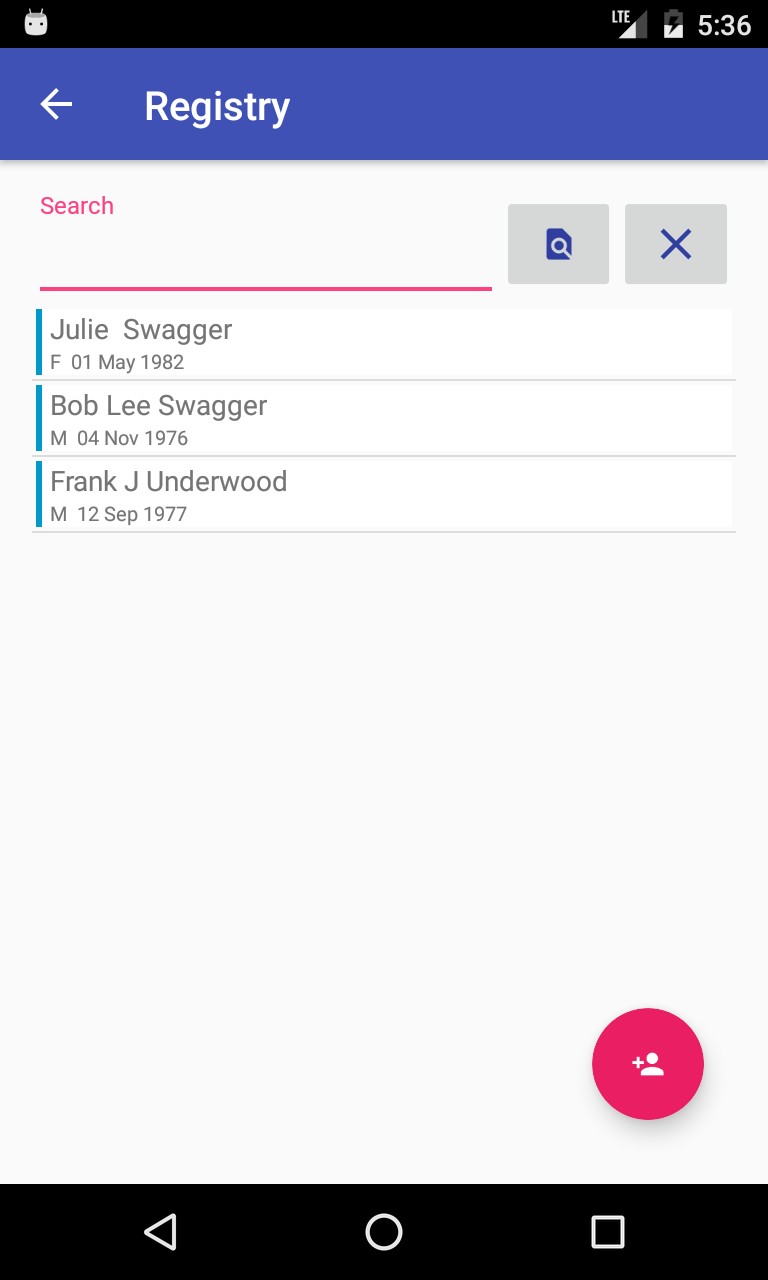 LTE 5:36
Registry
Search
Julie  Swagger
F  01 May 1982
Bob Lee Swagger
M  04 Nov 1976
Frank J Underwood
M  12 Sep 1977